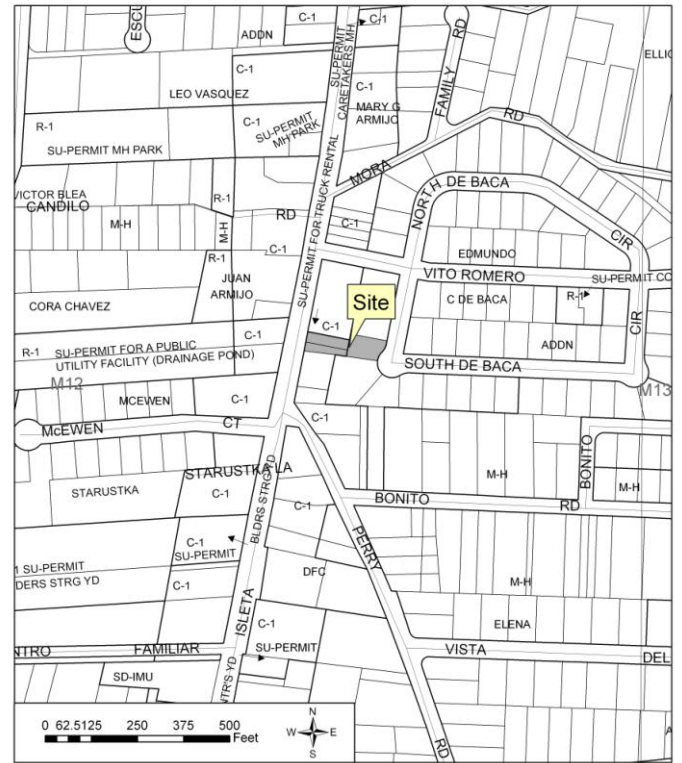 ESCU
ADDN
C-1
SU-PERMIT
CARETAKERS MH
FAMILY
RD
ELLIC
C-1
LEO VASQUEZ
C-1
MARY G
ARMIJO
R-1
C-1
SU-PERMIT
MH PARK
SU-PERMIT MH PARK
MORA
RD
VICTOR BLEA
CANDILO
RD
R-1
M-H
M-H
C-1
C-1
NORTH DE BACA
CIR
SU-PERMIT FOR TRUCK RENTAL
EDMUNDO
R-1
JUAN
ARMIJO
VITO ROMERO
SU-PERMIT CO
CORA CHAVEZ
Site
C DE BACA
R-1
C-1
C-1
ADDN
CIR
R-1
SU-PERMIT FOR A PUBLIC
UTILITY FACILITY (DRAINAGE POND)
SOUTH DE BACA
M12
M13
MCEWEN
C-1
C-1
McEWEN
CT
STARUSTKA LA
BLDRS STRG YD
M-H
BONITO
M-H
STARUSTKA
C-1
C-1
BONITO
RD
C-1
SU-PERMIT
PERRY
1 SU-PERMIT
DERS STRG YD
C-1
DFC
M-H
ISLETA
C-1
ELENA
NTRO
FAMILIAR
SU-PERMIT
VISTA
DEL
SD-IMU
NTR'S YD
RD
0 62.5125 250 375 500
Feet
N
W E
S